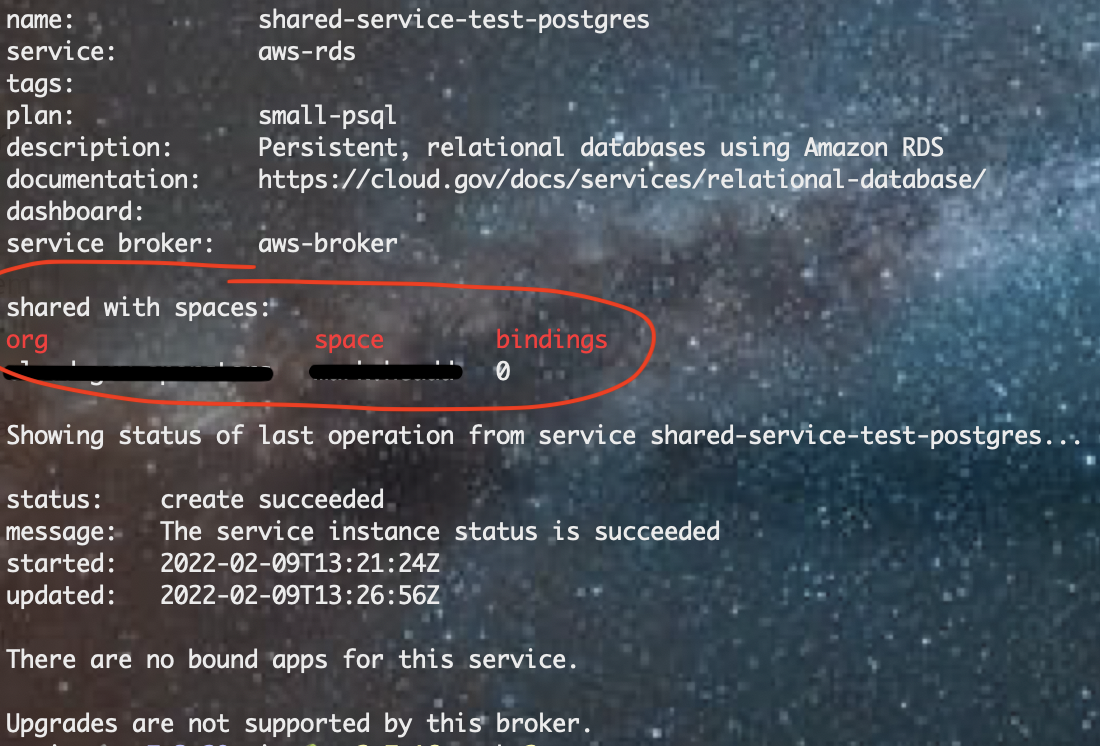 name: shared-service-test-postgres
service: aws-rds
tags:
plan: small-psql
description: Persistent, relational databases using Amazon RDS
documentation: https://cloud.gov/docs/services/relational-database/
dashboard:
service broker: aws-broker
shared with spaces:
org space bindings
0
Showing status of last operation from service shared-service-test-postgres...
status: create succeeded
message: The service instance status is succeeded
started: 2022-02-09T13:21:24Z
updated: 2022-02-09T13:26:56Z
There are no bound apps for this service.
Upgrades are not supported by this broker.